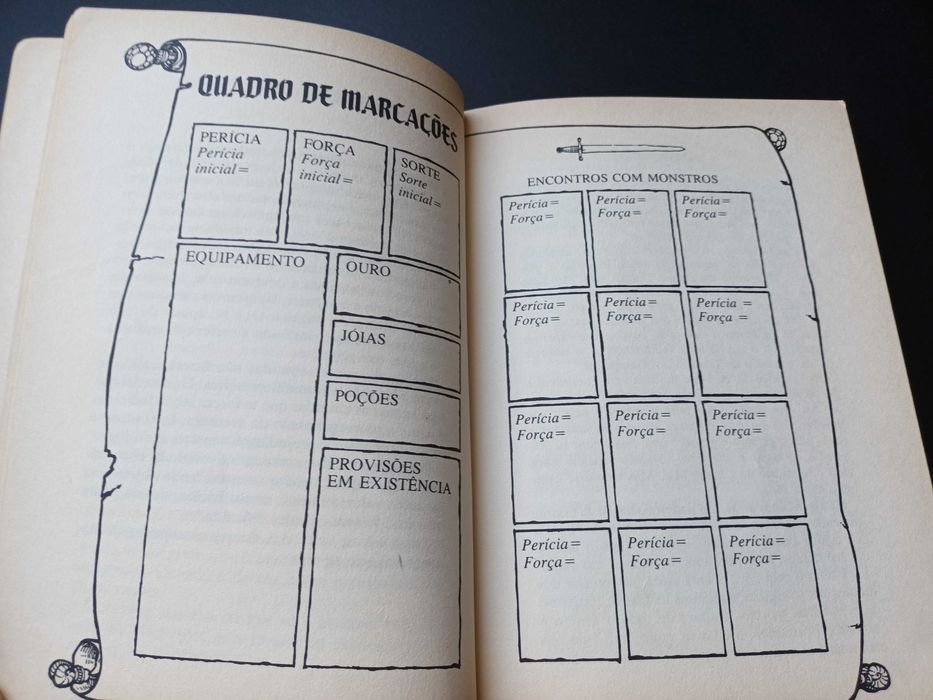 QUADRO DE MARCAÇÕES
PERÍCIA
Perícia
inicial=
FORÇA
Força
inicial=
SORTE
Sorte
inicial=
EQUIPAMENTO
OURO
JÓIAS
POÇÕES
PROVISÕES
EM EXISTÊNCIA
ENCONTROS COM MONSTROS
Perícia=
Força=
Perícia=
Força=
Perícia=
Força=
Perícia=
Força=
Perícia=
Força=
Perícia =
Força =
Perícia=
Força=
Perícia=
Força=
Perícia=
Força=
Perícia=
Força=
Perícia=
Força=
Perícia=
Força=